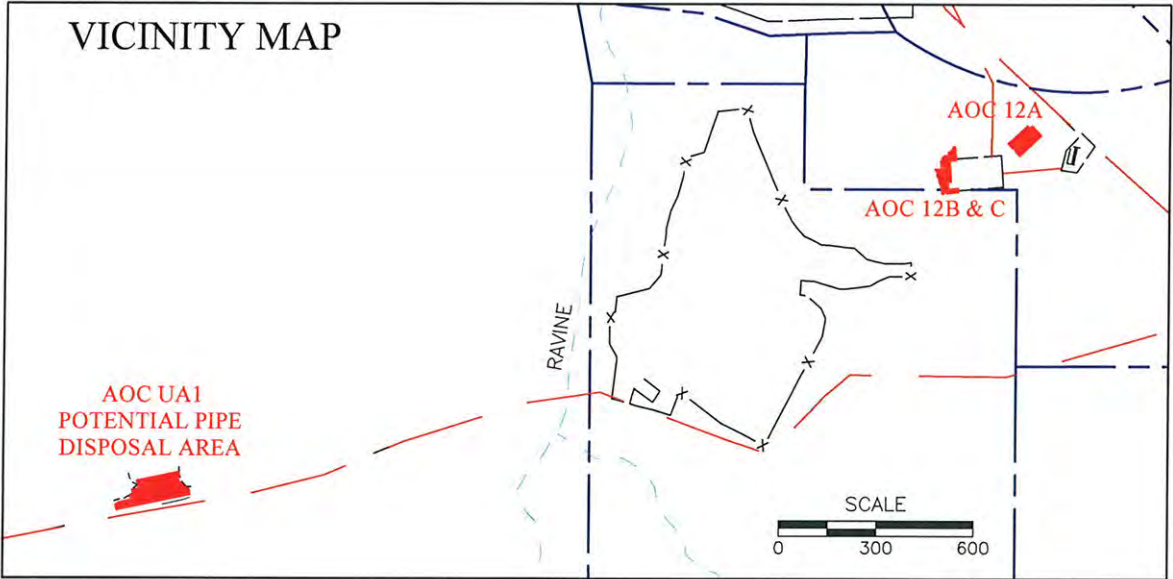 VICINITY MAP
AOC 12A
AOC 12B & C
RAVINE
AOC UA1
POTENTIAL PIPE
DISPOSAL AREA
SCALE
0 300 600